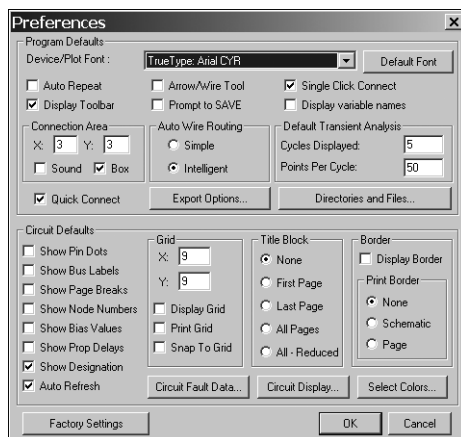 Preferences
Program Defaults
Device/Plot Font : TrueType: Arial CYR Default Font
Auto Repeat Arrow/Wire Tool Single Click Connect
Display Toolbar Prompt to SAVE Display variable names
Connection Area Auto Wire Routing Default Transient Analysis
X: 3 Y: 3 Simple Cycles Displayed: 5
Sound Box Intelligent Points Per Cycle: 50
Quick Connect Export Options... Directories and Files...
Circuit Defaults
Show Pin Dots
Show Bus Labels
Show Page Breaks
Show Node Numbers
Show Bias Values
Show Prop Delays
Show Designation
Auto Refresh
Grid
X: 9
Y: 9
Display Grid
Print Grid
Snap To Grid
Title Block
None
First Page
Last Page
All Pages
All - Reduced
Border
Display Border
Print Border
None
Schematic
Page
Circuit Fault Data... Circuit Display... Select Colors...
Factory Settings OK Cancel